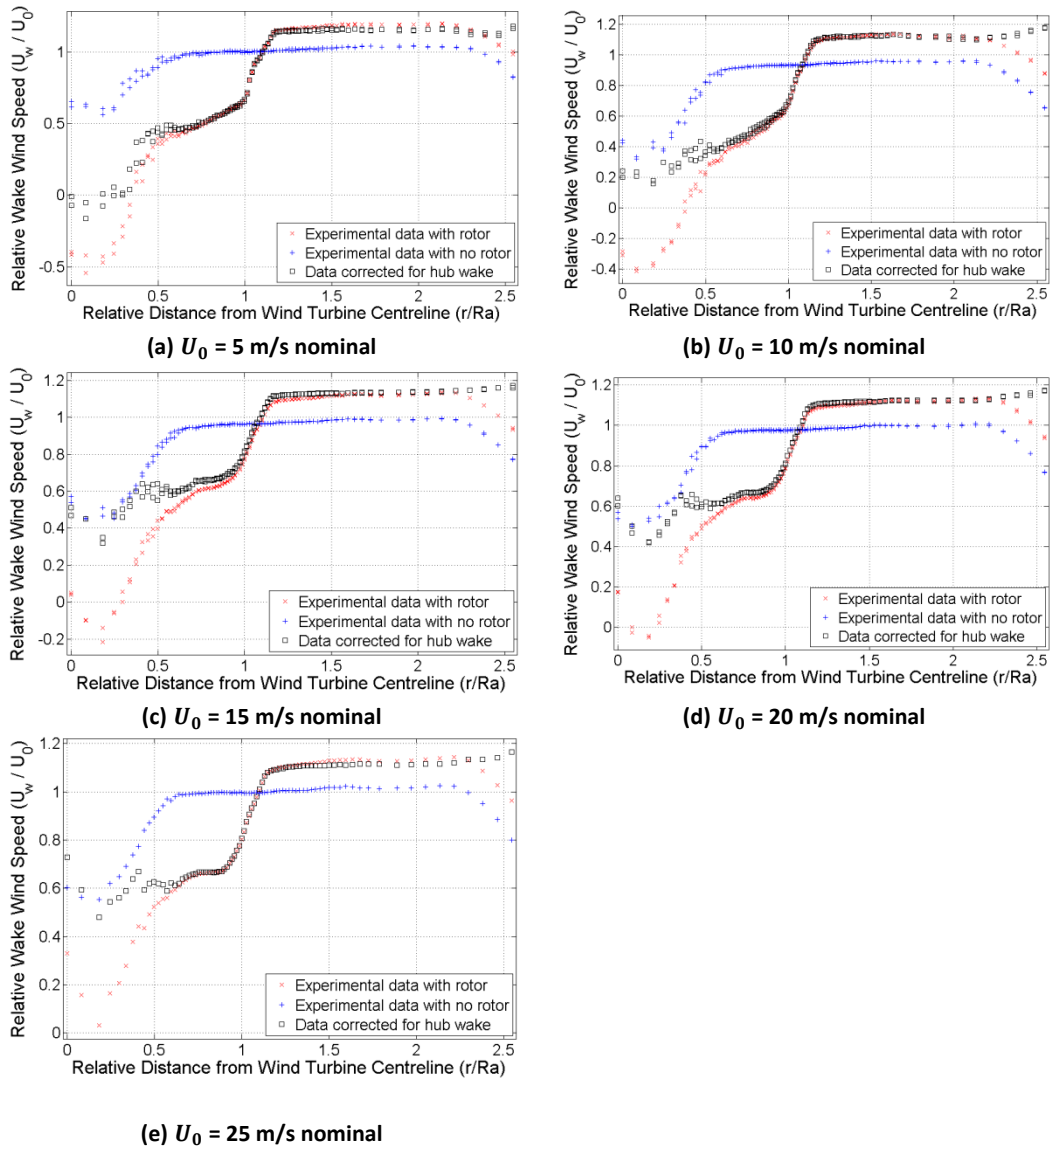 Relative Wake Wind Speed (U_w / U_0)
1
0.5
0
-0.5
0
0.5
1
1.5
2
2.5
Experimental data with rotor
Experimental data with no rotor
Data corrected for hub wake
Relative Distance from Wind Turbine Centreline (r/Ra)
(a) U₀ = 5 m/s nominal
Relative Wake Wind Speed (U_w / U_0)
1.2
1
0.8
0.6
0.4
0.2
0
-0.2
-0.4
0
0.5
1
1.5
2
2.5
Experimental data with rotor
Experimental data with no rotor
Data corrected for hub wake
Relative Distance from Wind Turbine Centreline (r/Ra)
(b) U₀ = 10 m/s nominal
Relative Wake Wind Speed (U_w / U_0)
1.2
1
0.8
0.6
0.4
0.2
0
-0.2
0
0.5
1
1.5
2
2.5
Experimental data with rotor
Experimental data with no rotor
Data corrected for hub wake
Relative Distance from Wind Turbine Centreline (r/Ra)
(c) U₀ = 15 m/s nominal
Relative Wake Wind Speed (U_w / U_0)
1.2
1
0.8
0.6
0.4
0.2
0
0
0.5
1
1.5
2
2.5
Experimental data with rotor
Experimental data with no rotor
Data corrected for hub wake
Relative Distance from Wind Turbine Centreline (r/Ra)
(d) U₀ = 20 m/s nominal
Relative Wake Wind Speed (U_w / U_0)
1.2
1
0.8
0.6
0.4
0.2
0
0
0.5
1
1.5
2
2.5
Experimental data with rotor
Experimental data with no rotor
Data corrected for hub wake
Relative Distance from Wind Turbine Centreline (r/Ra)
(e) U₀ = 25 m/s nominal